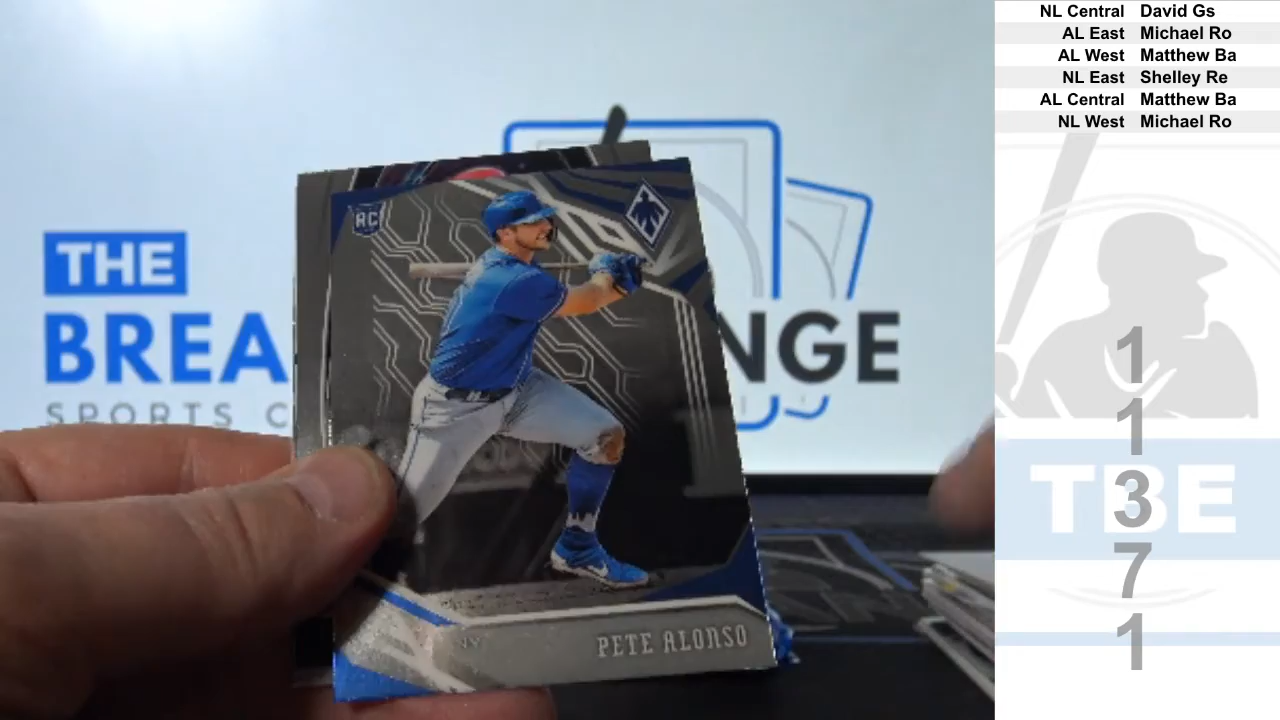 NL Central David Gs
AL East Michael Ro
AL West Matthew Ba
NL East Shelley Re
AL Central Matthew Ba
NL West Michael Ro
THE
BREA NGE
SPORTS C
RC
PETE ALONSO
TBE
1
1
3
7
1